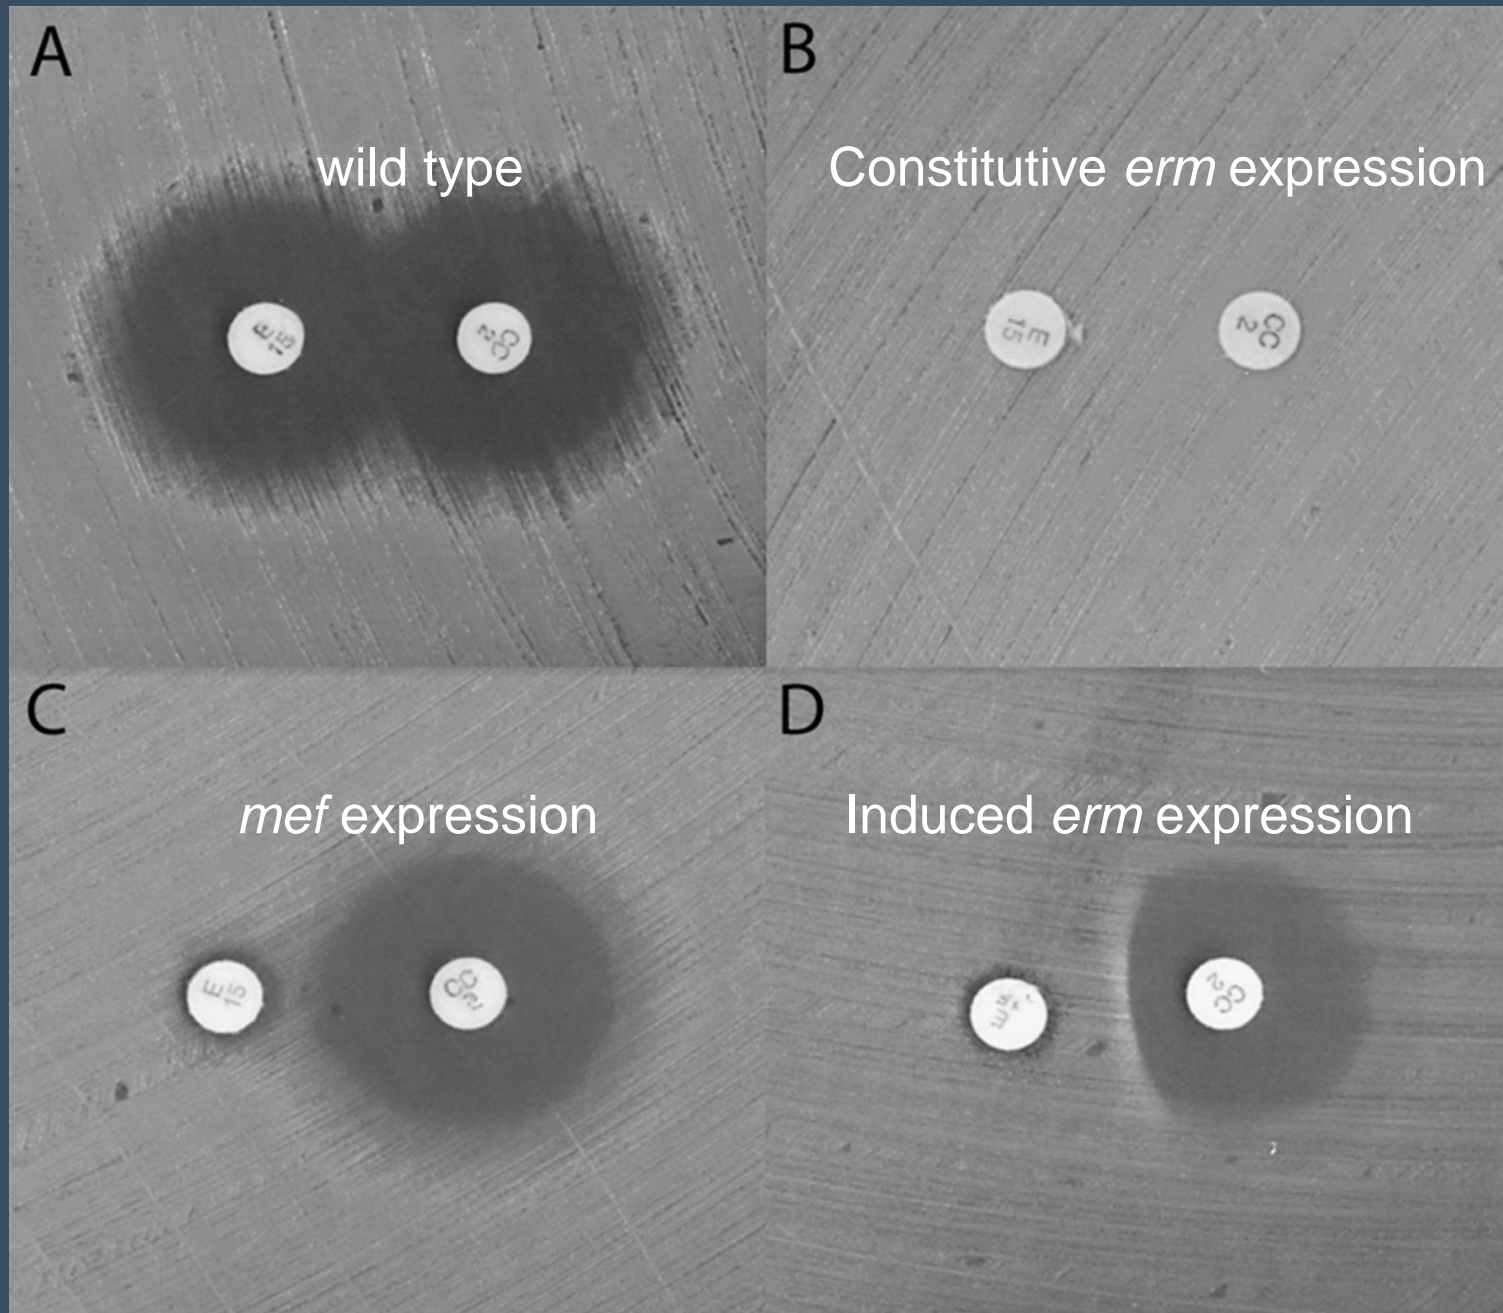 A
wild type
E
15
CC
2
B
Constitutive erm expression
E
15
CC
2
C
mef expression
E
15
CC
2
D
Induced erm expression
E
CC
2